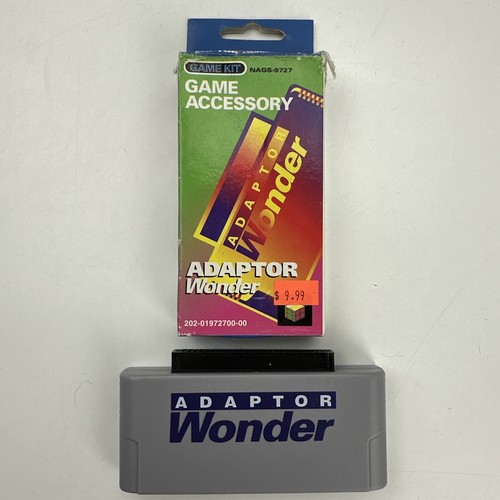 GAME KIT NAGS-9727
GAME
ACCESSORY
ADAPTOR
Wonder
ADAPTOR
Wonder
$ 9.99
202-01972700-00
ADAPTOR
Wonder